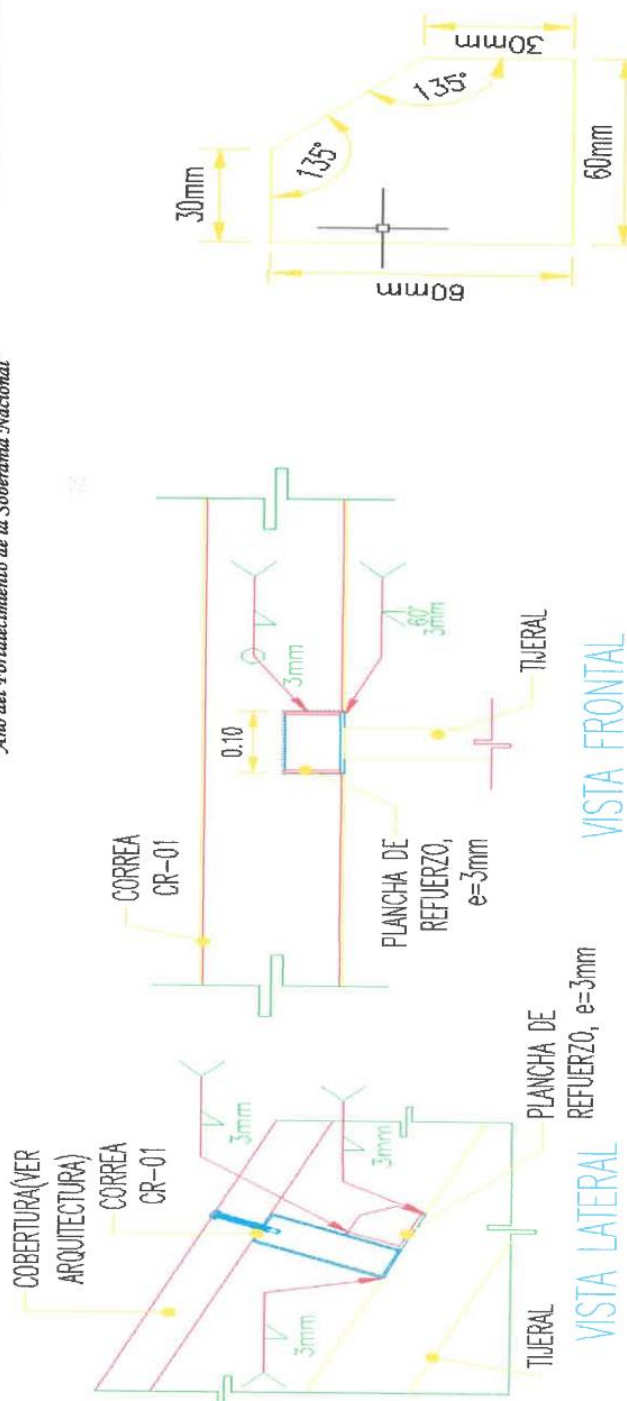 Año del Fortalecimiento de la Soberanía Nacional
COBERTURA(VER
ARQUITECTURA)
CORREA
CR-01
3mm
3mm
3mm
TIJERAL
PLANCHA DE
REFUERZO, e=3mm
VISTA LATERAL
CORREA
CR-01
0.10
3mm
60°
3mm
PLANCHA DE
REFUERZO,
e=3mm
TIJERAL
VISTA FRONTAL
30mm
135°
135°
60mm
30mm
60mm